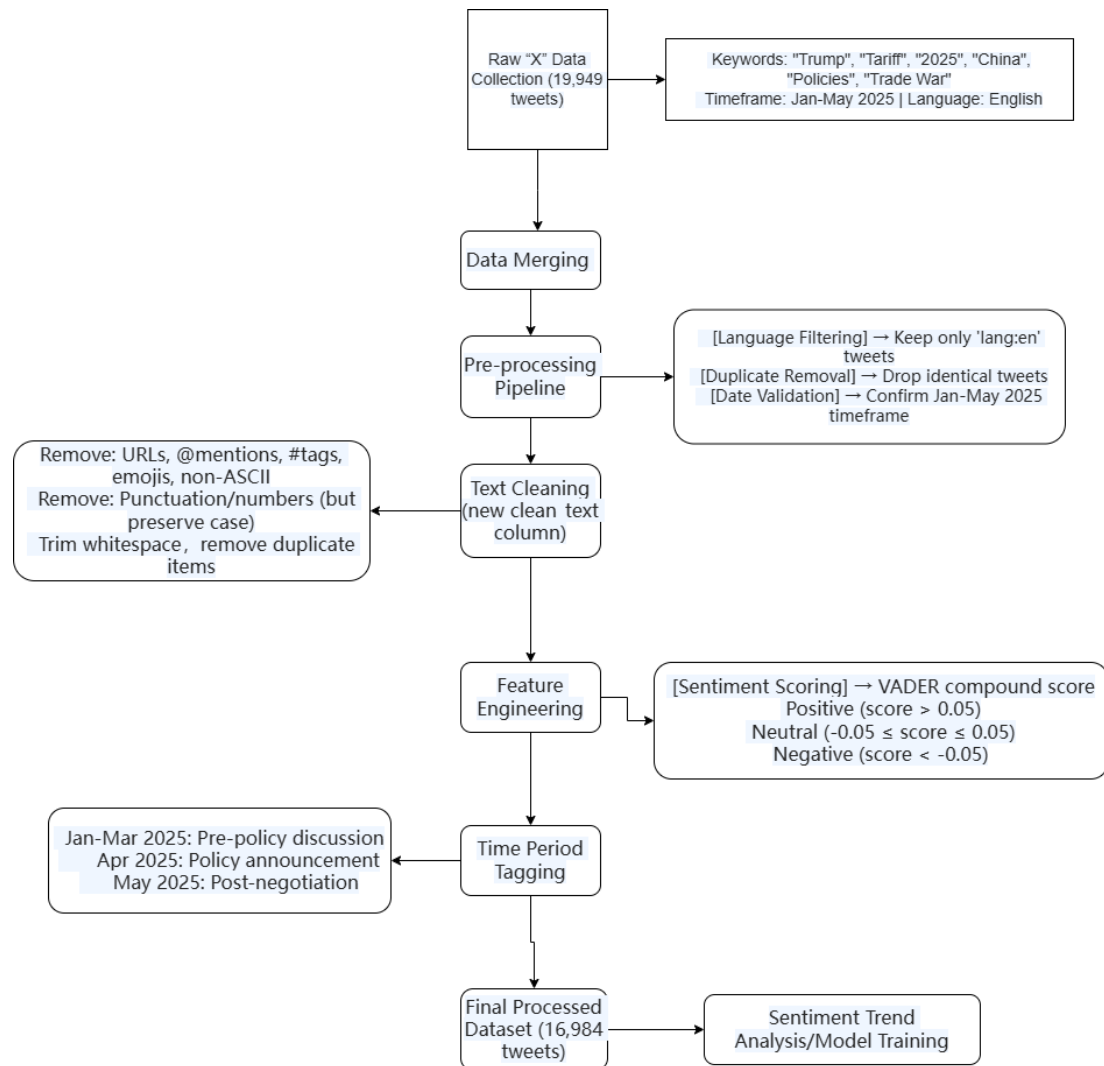 Raw “X” Data
Collection (19,949
tweets)
Keywords: "Trump", "Tariff", "2025", "China",
"Policies", "Trade War"
Timeframe: Jan-May 2025 | Language: English
Data Merging
Pre-processing
Pipeline
[Language Filtering] → Keep only 'lang:en'
tweets
[Duplicate Removal] → Drop identical tweets
[Date Validation] → Confirm Jan-May 2025
timeframe
Remove: URLs, @mentions, #tags,
emojis, non-ASCII
Remove: Punctuation/numbers (but
preserve case)
Trim whitespace，remove duplicate
items
Text Cleaning
(new clean text
column)
Feature
Engineering
[Sentiment Scoring] → VADER compound score
Positive (score > 0.05)
Neutral (-0.05 ≤ score ≤ 0.05)
Negative (score < -0.05)
Jan-Mar 2025: Pre-policy discussion
Apr 2025: Policy announcement
May 2025: Post-negotiation
Time Period
Tagging
Final Processed
Dataset (16,984
tweets)
Sentiment Trend
Analysis/Model Training